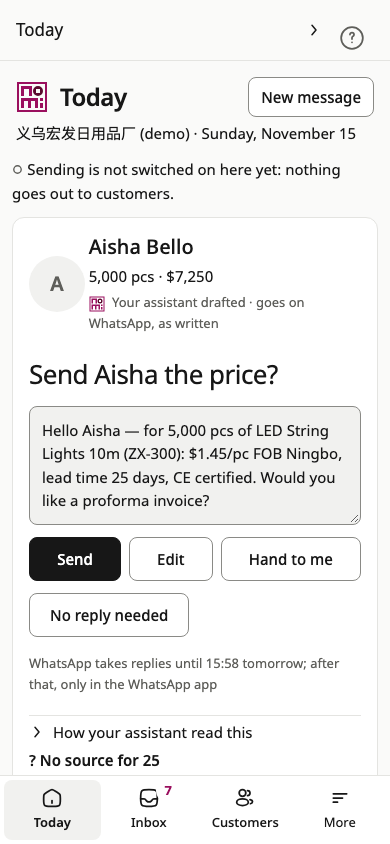 Today
Today
New message
义乌宏发日用品厂 (demo) · Sunday, November 15
Sending is not switched on here yet: nothing
goes out to customers.
A
Aisha Bello
5,000 pcs · $7,250
Your assistant drafted · goes on
WhatsApp, as written
Send Aisha the price?
Hello Aisha — for 5,000 pcs of LED String
Lights 10m (ZX-300): $1.45/pc FOB Ningbo,
lead time 25 days, CE certified. Would you
like a proforma invoice?
Send
Edit
Hand to me
No reply needed
WhatsApp takes replies until 15:58 tomorrow; after
that, only in the WhatsApp app
How your assistant read this
? No source for 25
7
Today
Inbox
Customers
More